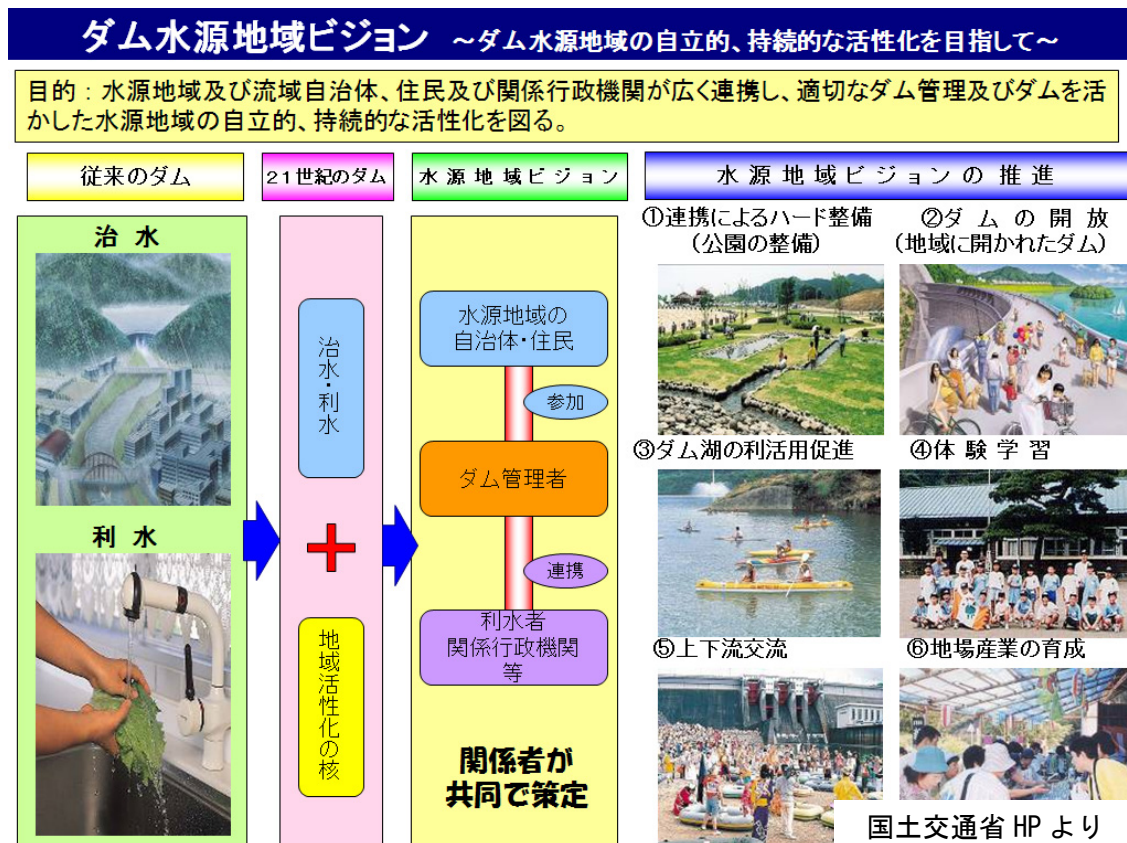 ダム水源地域ビジョン ～ダム水源地域の自立的、持続的な活性化を目指して～
目的：水源地域及び流域自治体、住民及び関係行政機関が広く連携し、適切なダム管理及びダムを活
かした水源地域の自立的、持続的な活性化を図る。
従来のダム
治水
利水
21世紀のダム
治水・利水
＋
地域活性化の核
水源地域ビジョン
水源地域の
自治体・住民
参加
ダム管理者
連携
利水者
関係行政機関
等
関係者が
共同で策定
水源地域ビジョンの推進
①連携によるハード整備
(公園の整備)
②ダムの開放
(地域に開かれたダム)
③ダム湖の利活用促進
④体験学習
⑤上下流交流
⑥地場産業の育成
国土交通省 HP より